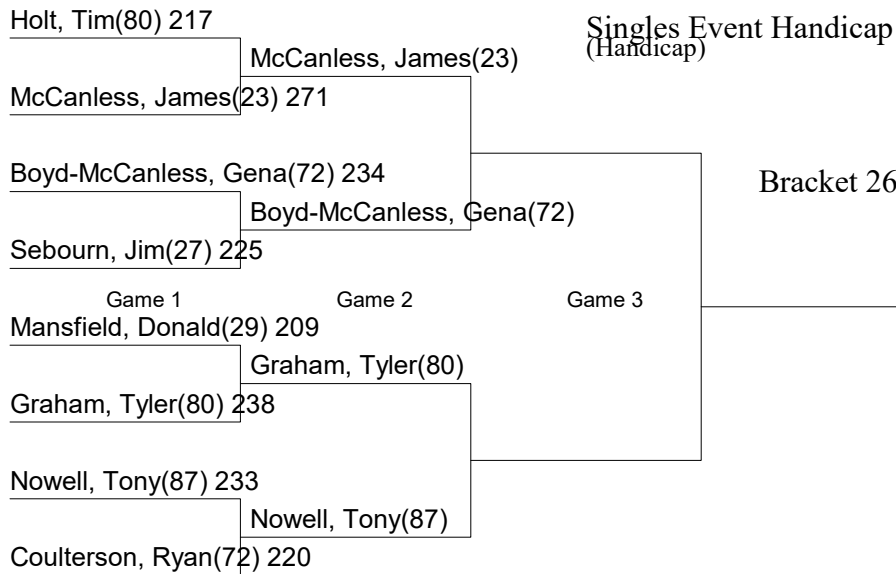 Holt, Tim(80) 217
Singles Event Handicap
(Handicap)
McCanless, James(23)
McCanless, James(23) 271
Boyd-McCanless, Gena(72) 234
Bracket 26
Boyd-McCanless, Gena(72)
Sebourn, Jim(27) 225
Game 1 Game 2 Game 3
Mansfield, Donald(29) 209
Graham, Tyler(80)
Graham, Tyler(80) 238
Nowell, Tony(87) 233
Nowell, Tony(87)
Coulterson, Ryan(72) 220